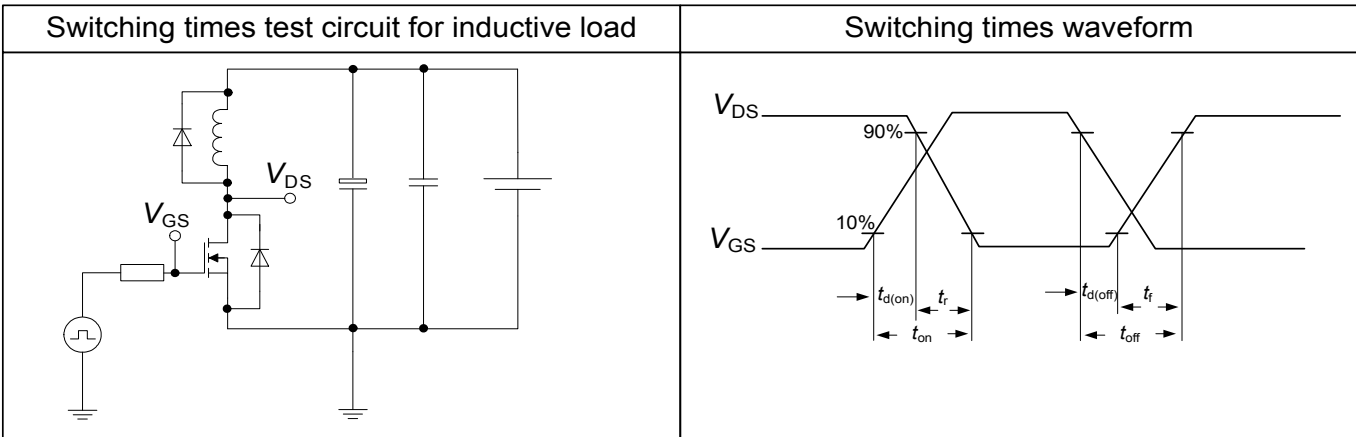 Switching times test circuit for inductive load
Switching times waveform
VDS
VGS
VDS
90%
10%
VGS
td(on) tr
ton
td(off) tf
toff